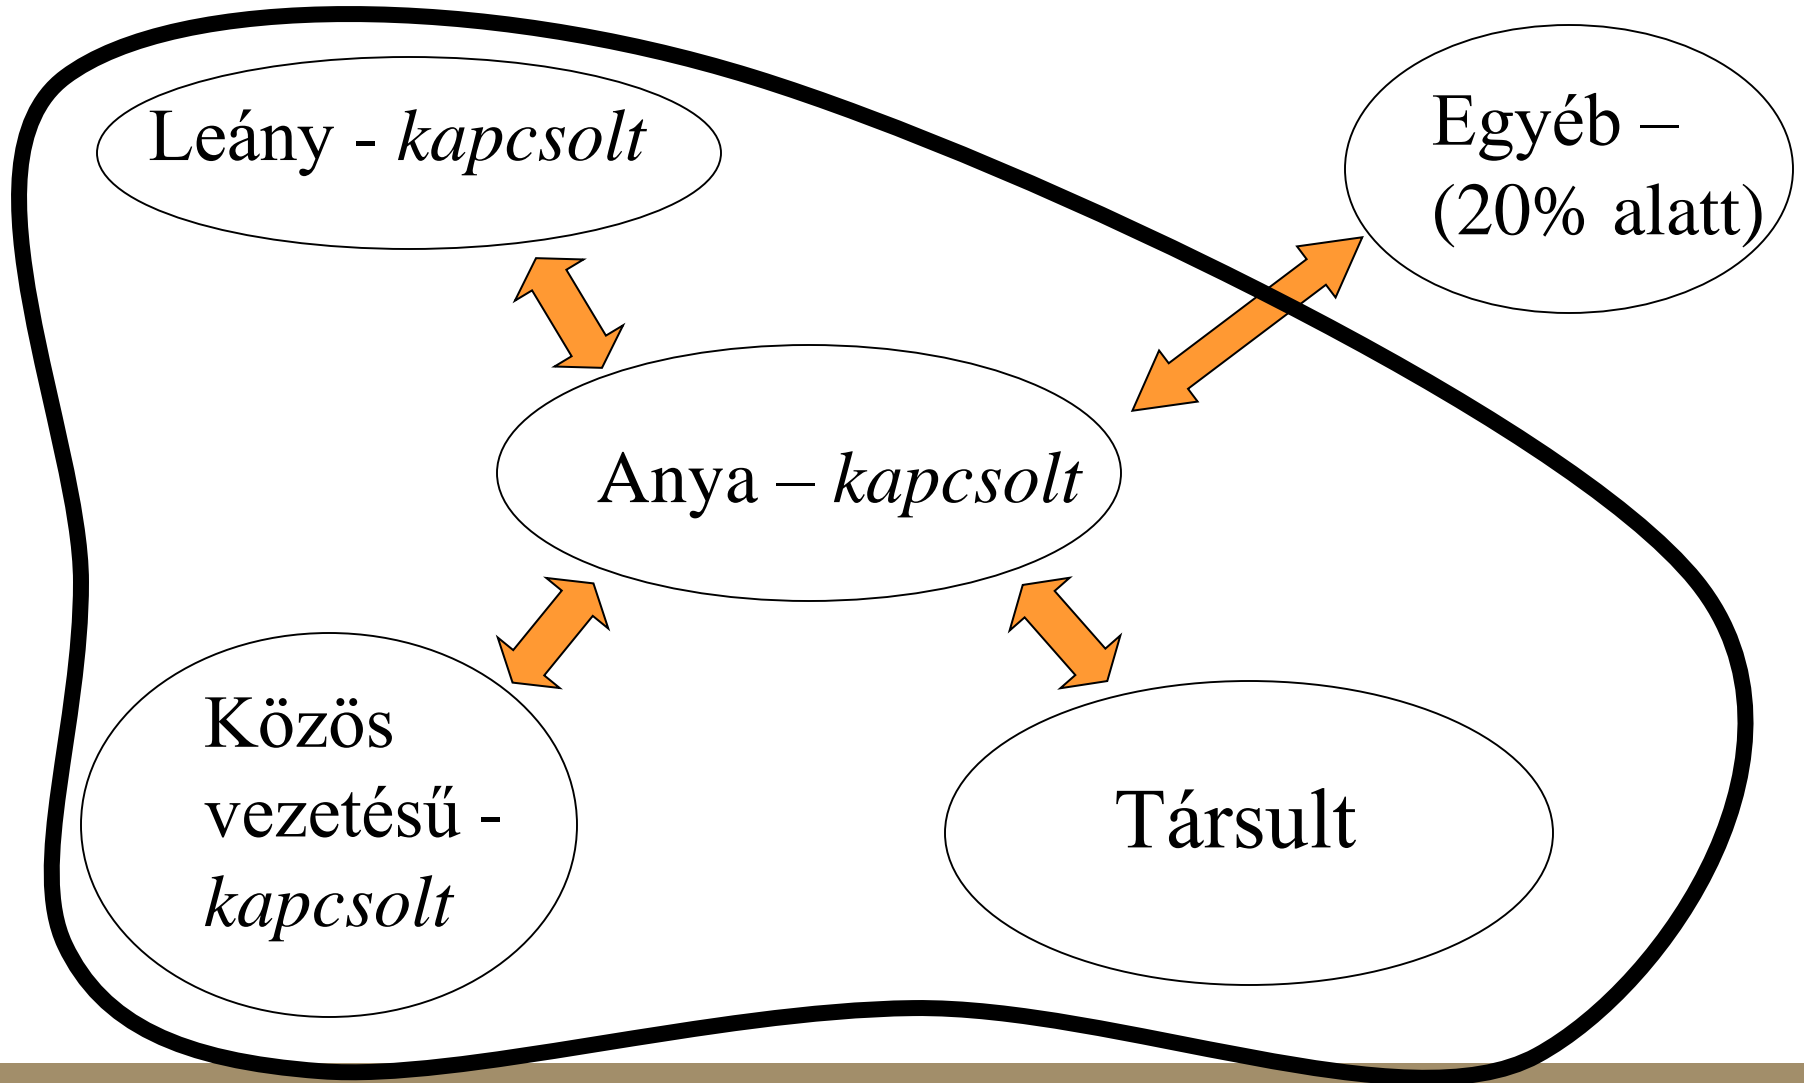 Leány - kapcsolt
Egyéb –
(20% alatt)
Anya – kapcsolt
Közös
vezetésű -
kapcsolt
Társult